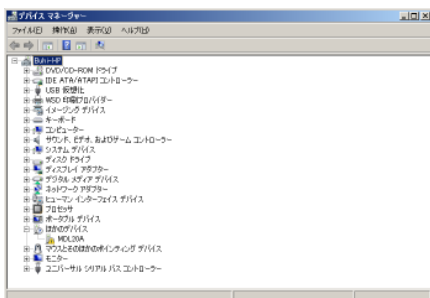 デバイス マネージャー
ファイル(F) 操作(A) 表示(V) ヘルプ(H)
Buhi-HP
DVD/CD-ROM ドライブ
IDE ATA/ATAPI コントローラー
USB 仮想化
WSD 印刷プロバイダー
イメージング デバイス
キーボード
コンピューター
サウンド、ビデオ、およびゲーム コントローラー
システム デバイス
ディスク ドライブ
ディスプレイ アダプター
デジタル メディア デバイス
ネットワーク アダプター
ヒューマン インターフェイス デバイス
プロセッサ
ポータブル デバイス
ほかのデバイス
MDL20A
マウスとそのほかのポインティング デバイス
モニター
ユニバーサル シリアル バス コントローラー